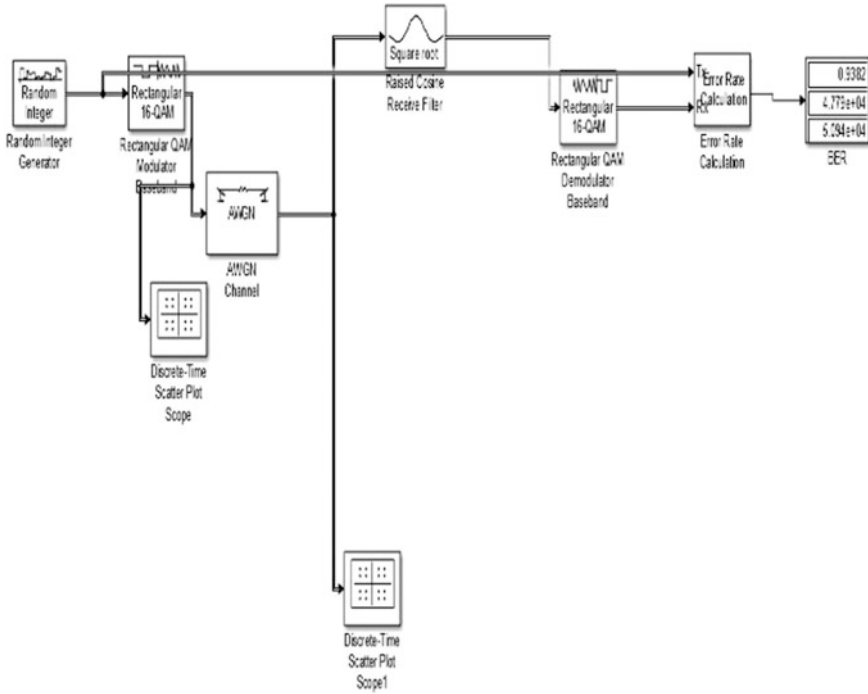 Square root
Raised Cosine
Receive Filter
Random
Integer
Random Integer
Generator
Rectangular
16-QAM
Rectangular QAM
Modulator
Baseband
Rectangular
16-QAM
Rectangular QAM
Demodulator
Baseband
Tx
Rx
Error Rate
Calculation
Error Rate
Calculation
0.9382
4.779e+04
5.094e+04
BER
AWGN
AWGN
Channel
Discrete-Time
Scatter Plot
Scope
Discrete-Time
Scatter Plot
Scope1